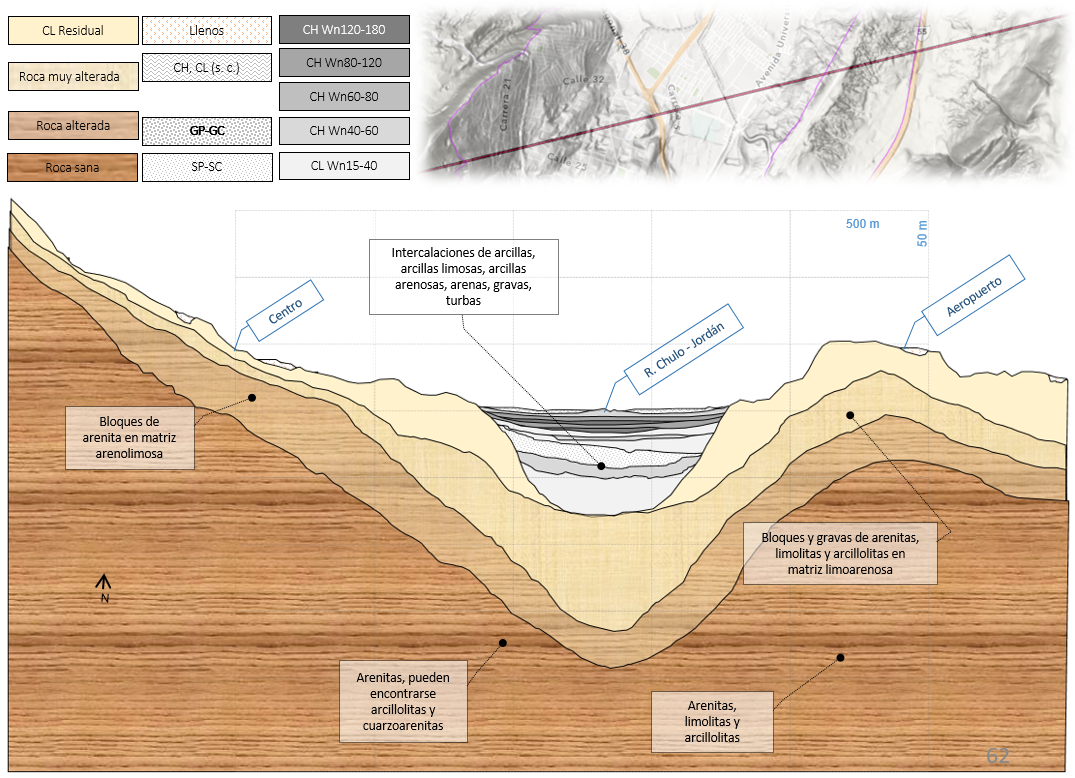 CL Residual
Llenos
CH Wn120-180
Roca muy alterada
CH, CL (s. c.)
CH Wn80-120
CH Wn60-80
Roca alterada
GP-GC
CH Wn40-60
Roca sana
SP-SC
CL Wn15-40
Calle 32
Carrera 21
Calle 25
Avenida Univers
55
500 m
50 m
Intercalaciones de arcillas,
arcillas limosas, arcillas
arenosas, arenas, gravas,
turbas
Centro
R. Chulo - Jordán
Aeropuerto
Bloques de
arenita en matriz
arenolimosa
Bloques y gravas de arenitas,
limolitas y arcillolitas en
matriz limoarenosa
N
Arenitas, pueden
encontrarse
arcillolitas y
cuarzoarenitas
Arenitas,
limolitas y
arcillolitas
62